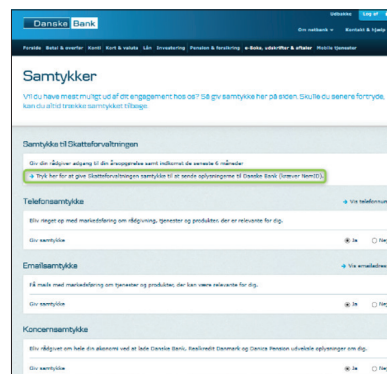 Danske Bank
Udbakke Log af
Om netbank Kontakt & hjælp
Forside Betal & overfør Konti Kort & valuta Lån Investering Pension & forsikring e-Boks, udskrifter & aftaler Mobile tjenester
Samtykker
Vil du have mest muligt ud af dit engagement hos os? Så giv samtykke her på siden. Skulle du senere fortryde,
kan du altid trække samtykket tilbage.
Samtykke til Skatteforvaltningen
Giv din rådgiver adgang til din årsopgørelse samt indkomst de seneste 6 måneder
Tryk her for at give Skatteforvaltningen samtykke til at sende oplysningerne til Danske Bank (kræver NemID).
Telefonsamtykke
Vis telefonnum
Bliv ringet op med markedsføring om rådgivning, tjenester og produkter, der er relevante for dig.
Giv samtykke Ja Nej
Emailsamtykke
Vis emailadres
Få mails med markedsføring om tjenester og produkter, der kan være relevante for dig.
Giv samtykke Ja Nej
Koncernsamtykke
Bliv rådgivet om hele din økonomi ved at lade Danske Bank, Realkredit Danmark og Danica Pension udveksle oplysninger om dig.
Giv samtykke Ja Nej